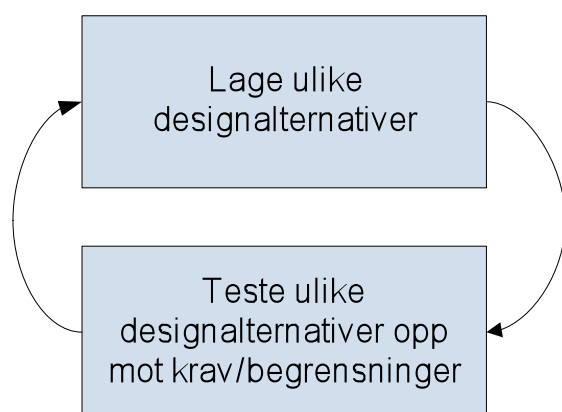 Lage ulike
designalternativer
Teste ulike
designalternativer opp
mot krav/begrensninger